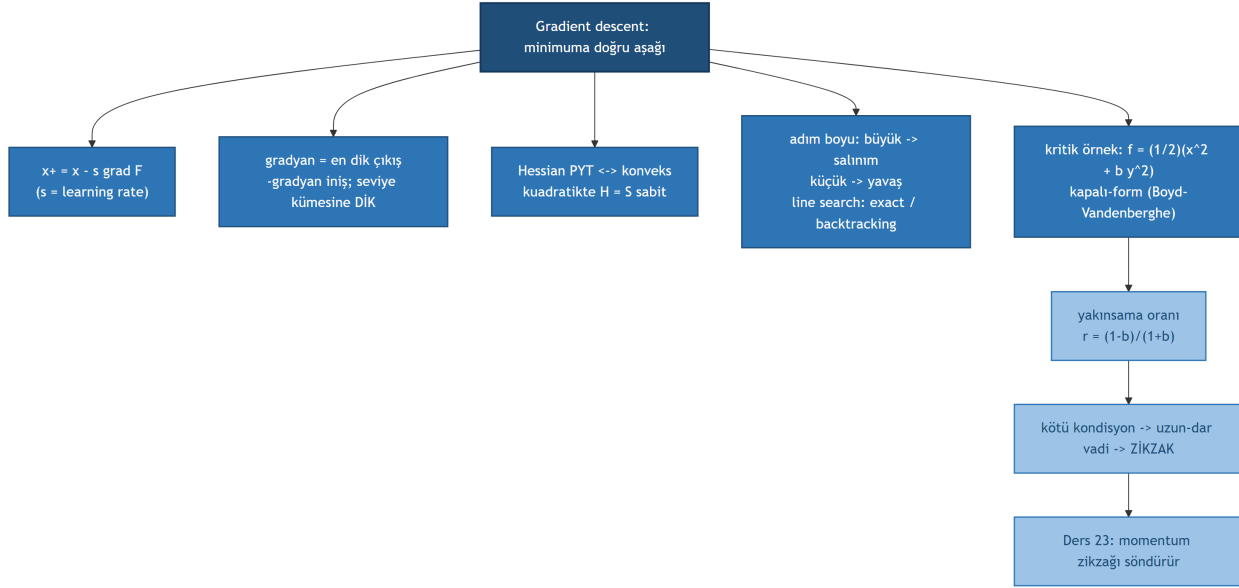 Gradient descent:
minimuma doğru aşağı
x+ = x - s grad F
(s = learning rate)
gradyan = en dik çıkış
-gradyan iniş; seviye
kümesine DİK
Hessian PYT <-> konveks
kuadratikte H = S sabit
adım boyu: büyük ->
salınım
küçük -> yavaş
line search: exact /
backtracking
kritik örnek: f = (1/2)(x^2
+ b y^2)
kapalı-form (Boyd-
Vandenberghe)
yakınsama oranı
r = (1-b)/(1+b)
kötü kondisyon -> uzun-dar
vadi -> ZİKZAK
Ders 23: momentum
zikzağı söndürür